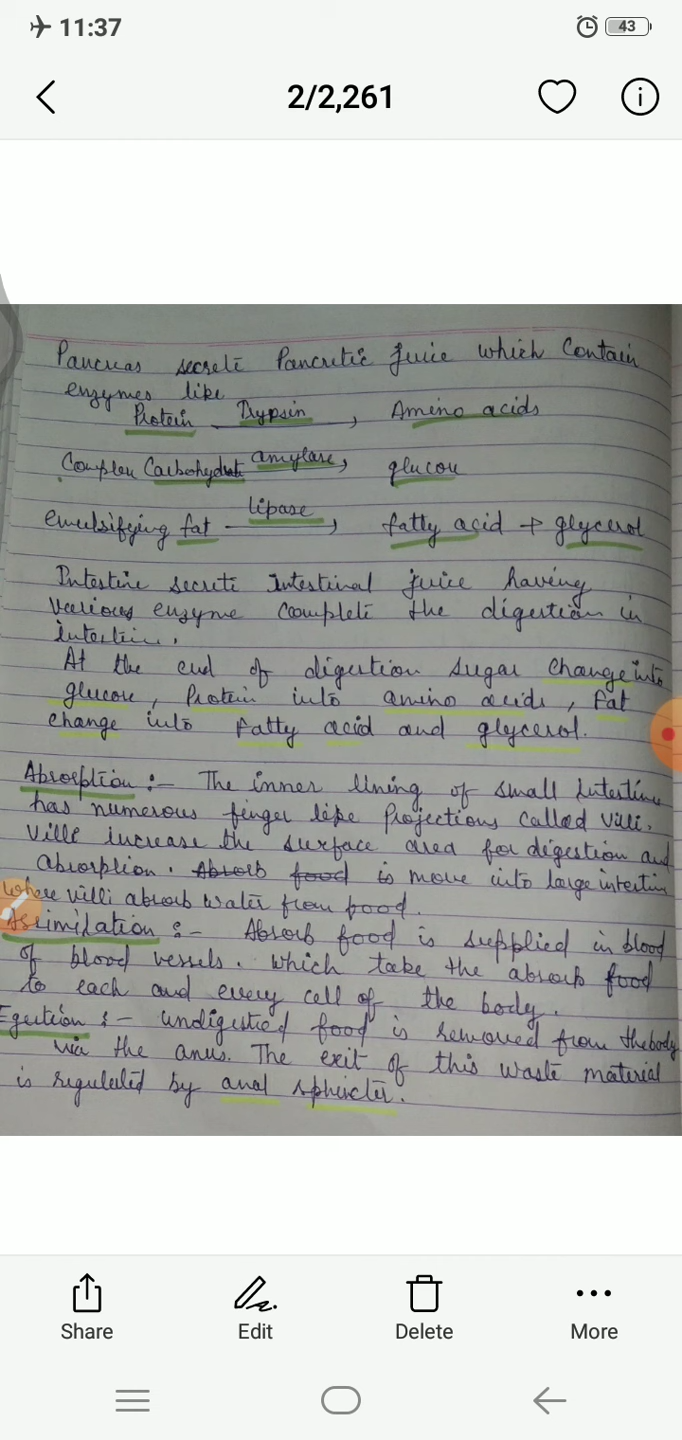 11:37
43
2/2,261
Pancreas secrete Pancretic juice which Contain
enzymes like
Protein Trypsin Amino acids
Complex Carbohydrate amylase glucose
emulsifying fat lipase fatty acid + glycerol
Intestine secrete intestinal juice having
various enzyme complete the digestion in
intestine.
At the end of digestion sugar change into
glucose, Protein into amino acids, fat
change into fatty acid and glycerol.
Absorption :- The inner lining of small intestine
has numerous finger like Projections called villi.
Villi increase the surface area for digestion and
absorption. Absorb food is move into large intestine
where villi absorb water from food.
Assimilation :- Absorb food is supplied in blood
of blood vessels. which take the absorb food
to each and every cell of the body.
Egestion :- undigested food is removed from the body
via the anus. The exit of this waste material
is regulated by anal sphincter.
Share Edit Delete More